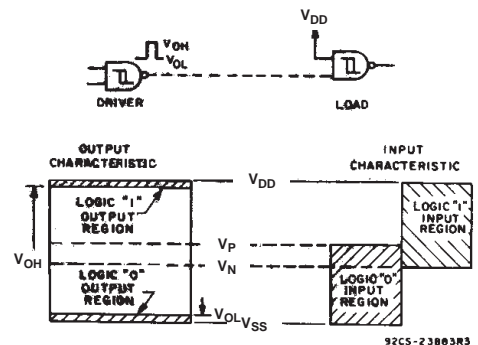 VDD
VOH
VOL
DRIVER
LOAD
OUTPUT
CHARACTERISTIC
INPUT
CHARACTERISTIC
VDD
LOGIC "1"
OUTPUT
REGION
LOGIC "1"
INPUT
REGION
VOH
VP
VN
LOGIC "0"
OUTPUT
REGION
LOGIC "0"
INPUT
REGION
VOL
VSS
92CS-23883R3